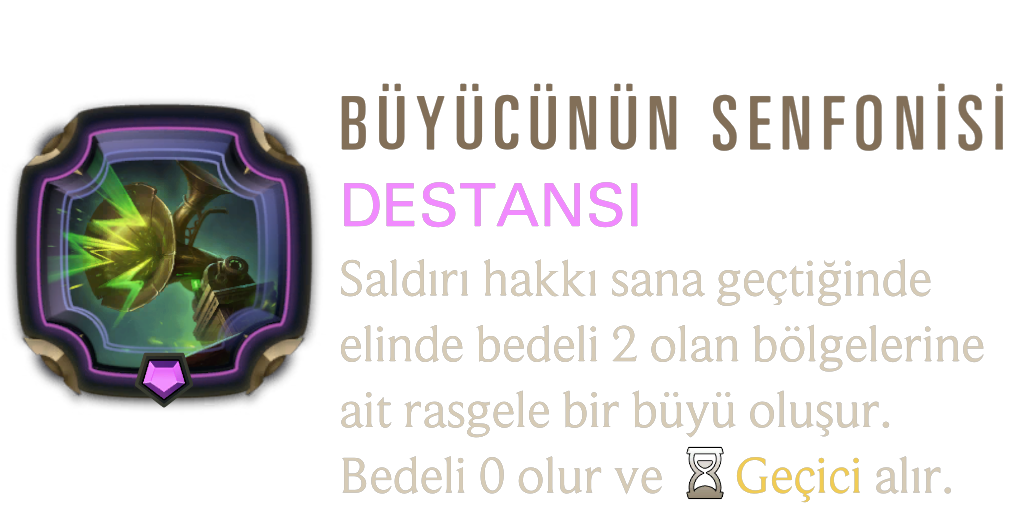 BÜYÜCÜNÜN SENFONİSİ
DESTANSI
Saldırı hakkı sana geçtiğinde
elinde bedeli 2 olan bölgelerine
ait rasgele bir büyü oluşur.
Bedeli 0 olur ve Geçici alır.